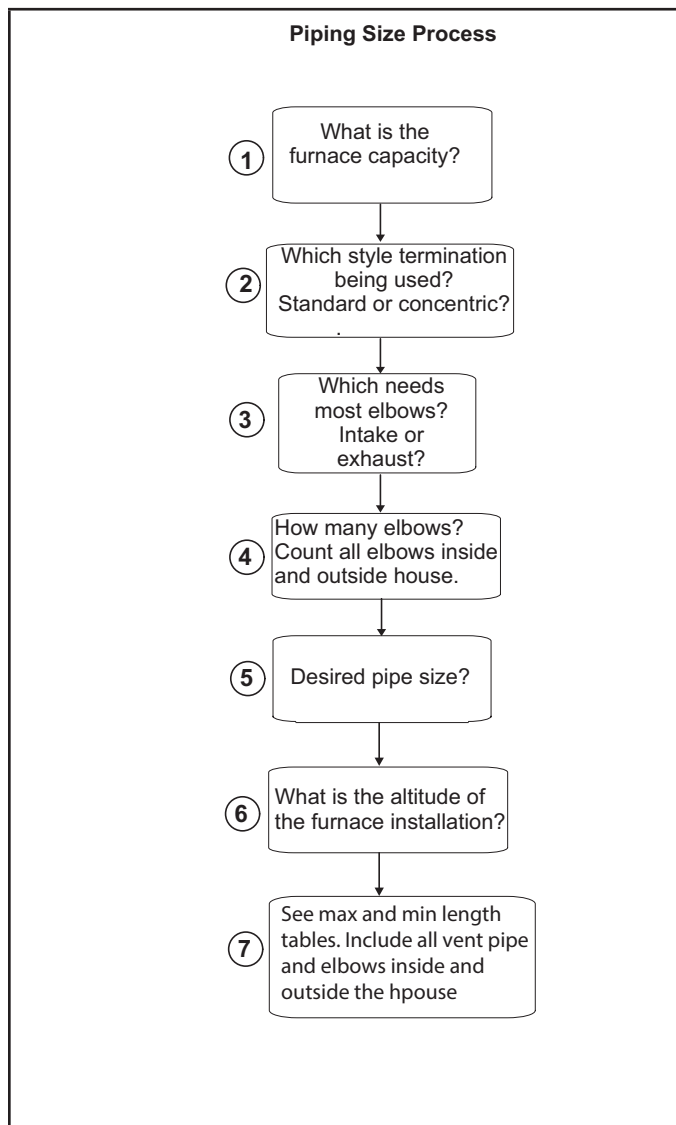 Piping Size Process
1
What is the
furnace capacity?
2
Which style termination
being used?
Standard or concentric?
.
3
Which needs
most elbows?
Intake or
exhaust?
4
How many elbows?
Count all elbows inside
and outside house.
5
Desired pipe size?
6
What is the altitude of
the furnace installation?
7
See max and min length
tables. Include all vent pipe
and elbows inside and
outside the hpouse